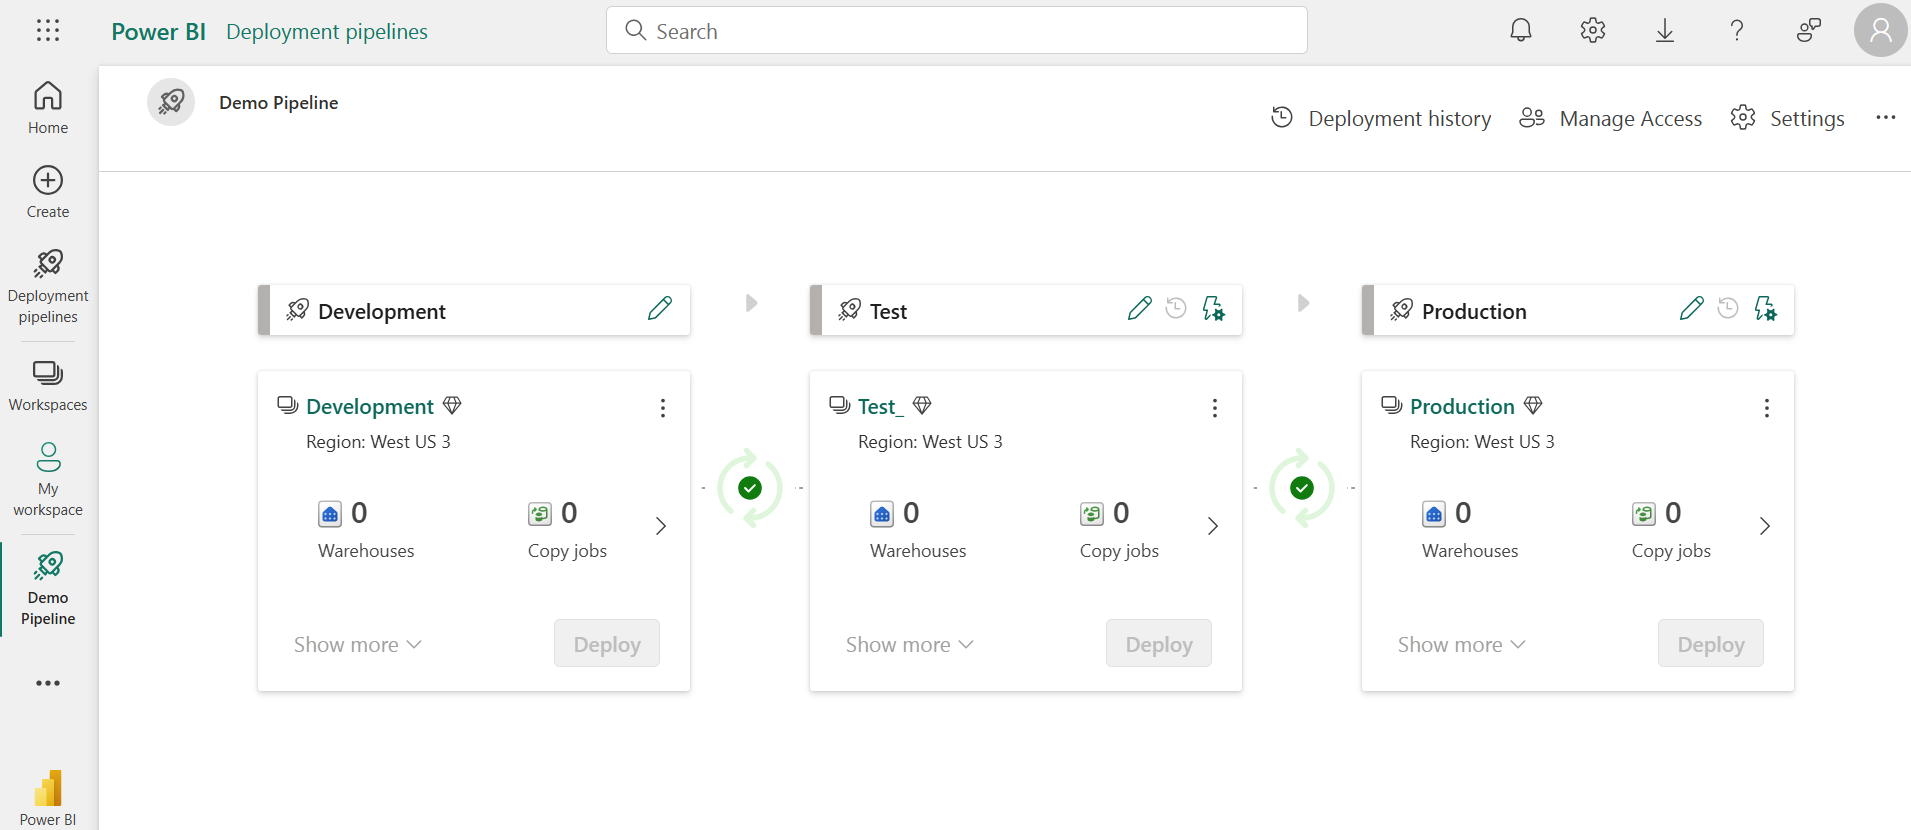 Power BI Deployment pipelines
Search
Home
Create
Deployment
pipelines
Workspaces
My
workspace
Demo
Pipeline
Power BI
Demo Pipeline
Deployment history
Manage Access
Settings
Development
Test
Production
Development
Region: West US 3
0
Warehouses
0
Copy jobs
Show more
Deploy
Test_
Region: West US 3
0
Warehouses
0
Copy jobs
Show more
Deploy
Production
Region: West US 3
0
Warehouses
0
Copy jobs
Show more
Deploy